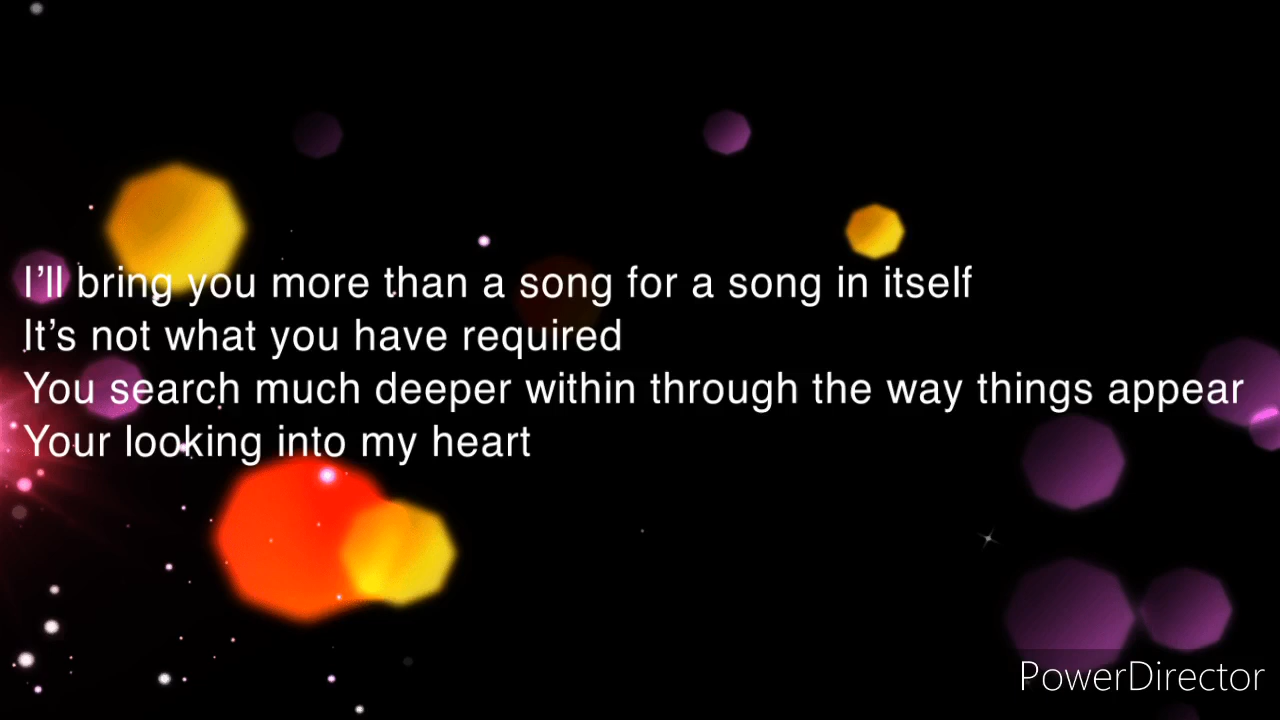 I’ll bring you more than a song for a song in itself
It’s not what you have required
You search much deeper within through the way things appear
Your looking into my heart
PowerDirector